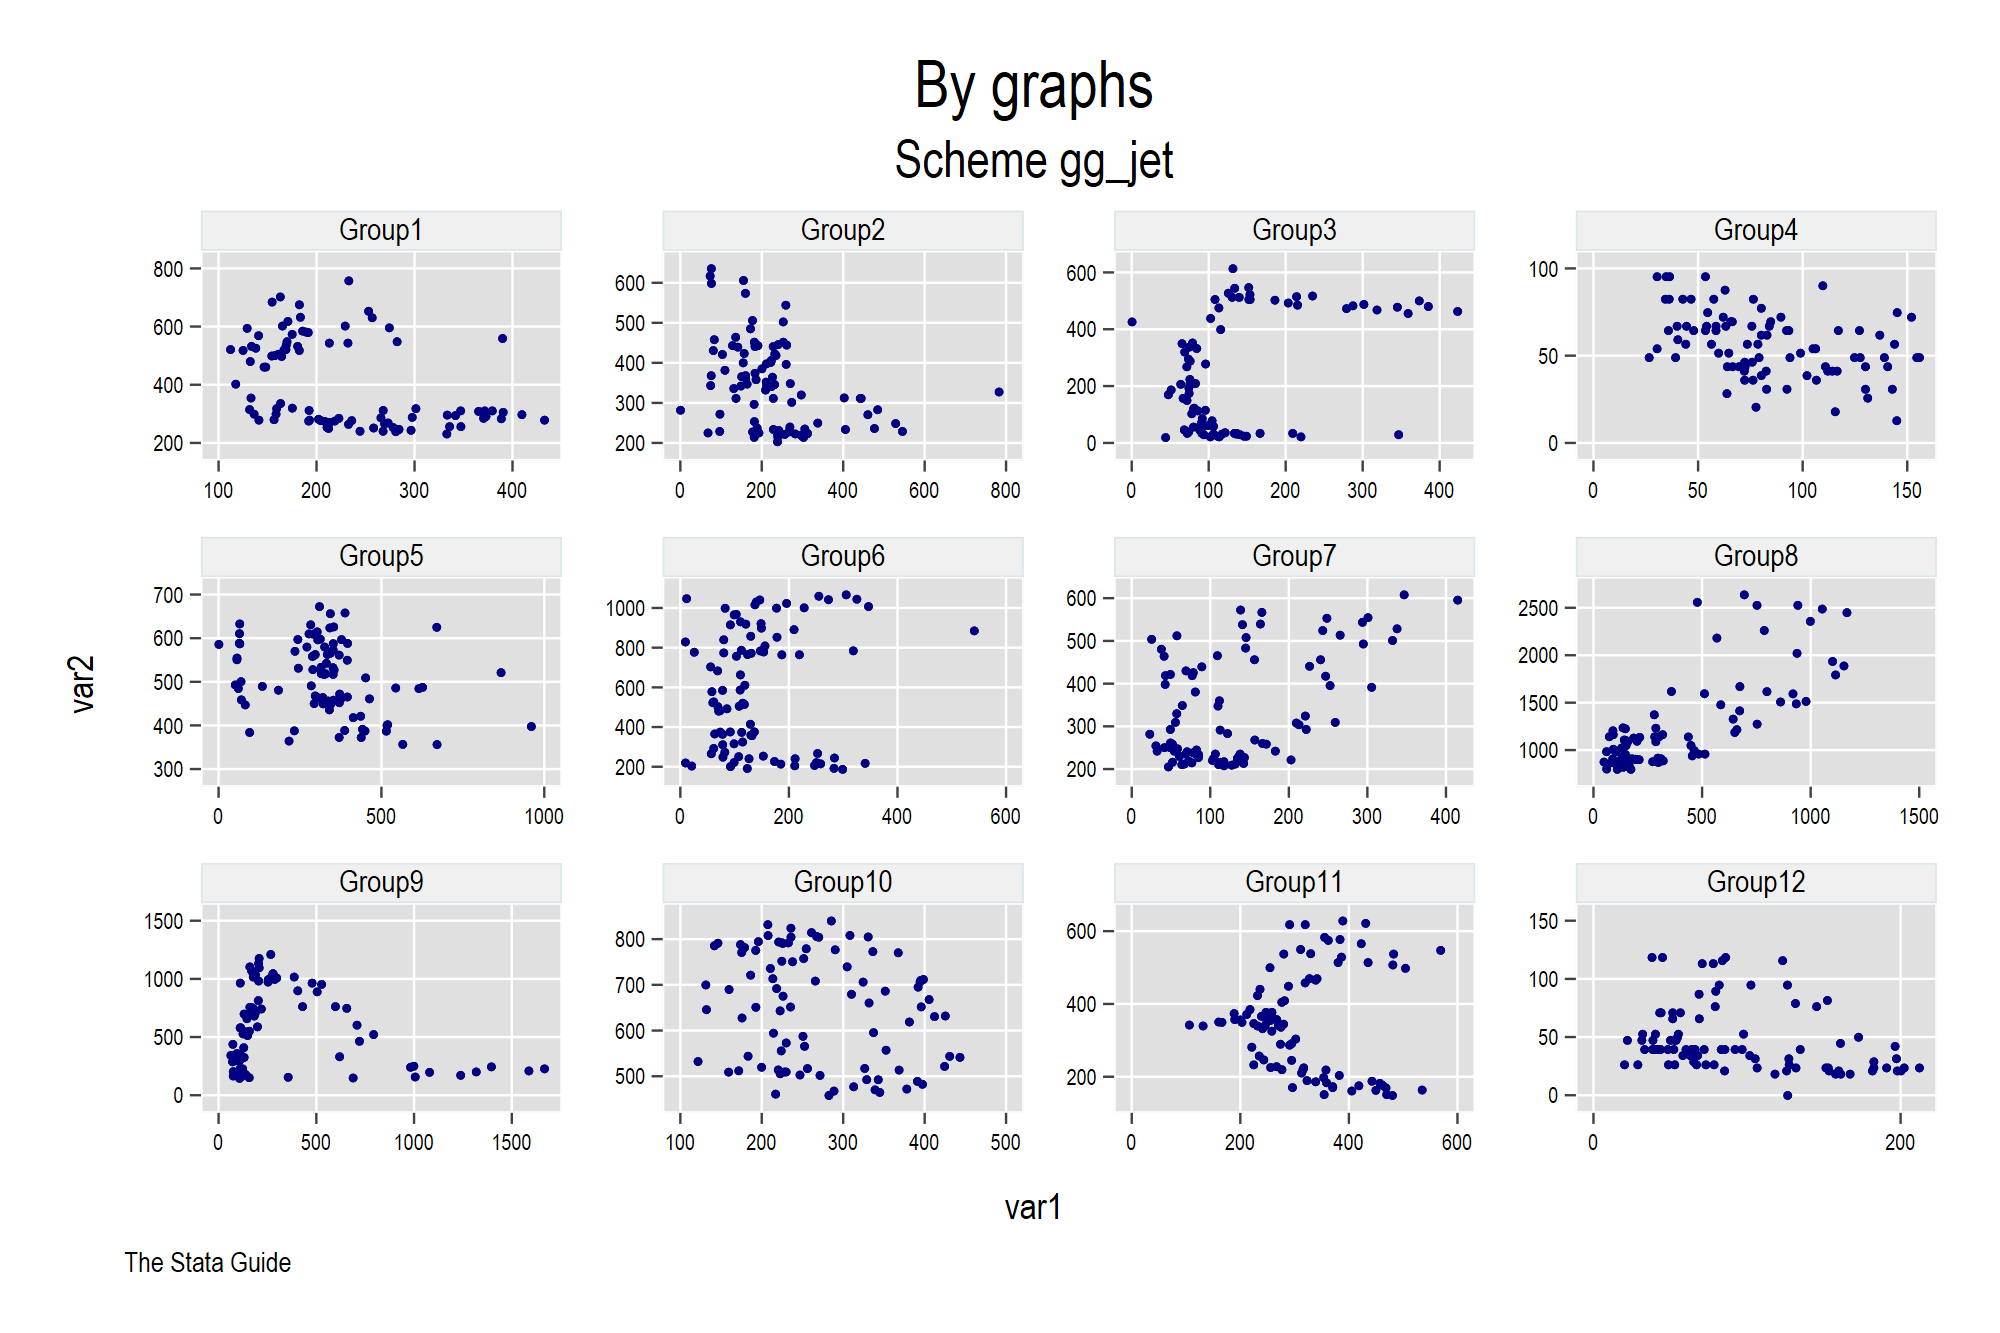 By graphs
Scheme gg_jet
Group1 Group2 Group3 Group4
800 600 400 200
100 200 300 400
600 500 400 300 200
0 200 400 600 800
600 400 200 0
0 100 200 300 400
100 50 0
0 50 100 150
Group5 Group6 Group7 Group8
700 600 500 400 300
0 500 1000
1000 800 600 400 200
0 200 400 600
600 500 400 300 200
0 100 200 300 400
2500 2000 1500 1000
0 500 1000 1500
var2
Group9 Group10 Group11 Group12
1500 1000 500 0
0 500 1000 1500
800 700 600 500
100 200 300 400 500
600 400 200
0 200 400 600
150 100 50 0
0 200
var1
The Stata Guide